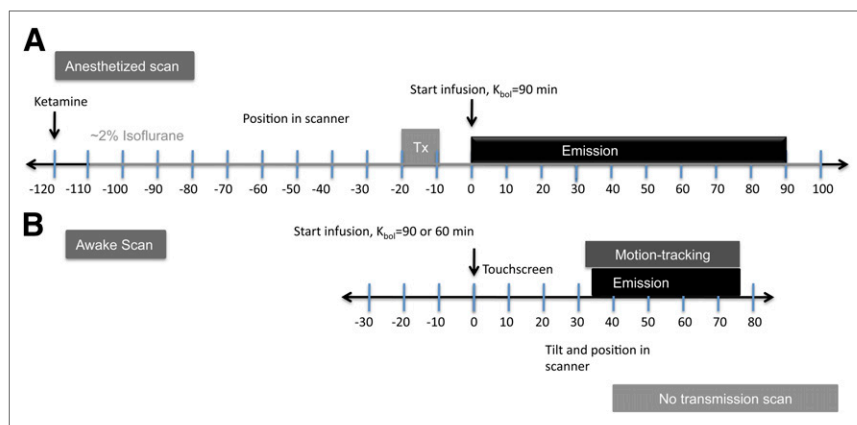 A
Anesthetized scan
Ketamine
Start infusion, Kbol=90 min
~2% Isoflurane
Position in scanner
Tx
Emission
-120 -110 -100 -90 -80 -70 -60 -50 -40 -30 -20 -10 0 10 20 30 40 50 60 70 80 90 100
B
Awake Scan
Start infusion, Kbol=90 or 60 min
Motion-tracking
Touchscreen
Emission
-30 -20 -10 0 10 20 30 40 50 60 70 80
Tilt and position in
scanner
No transmission scan